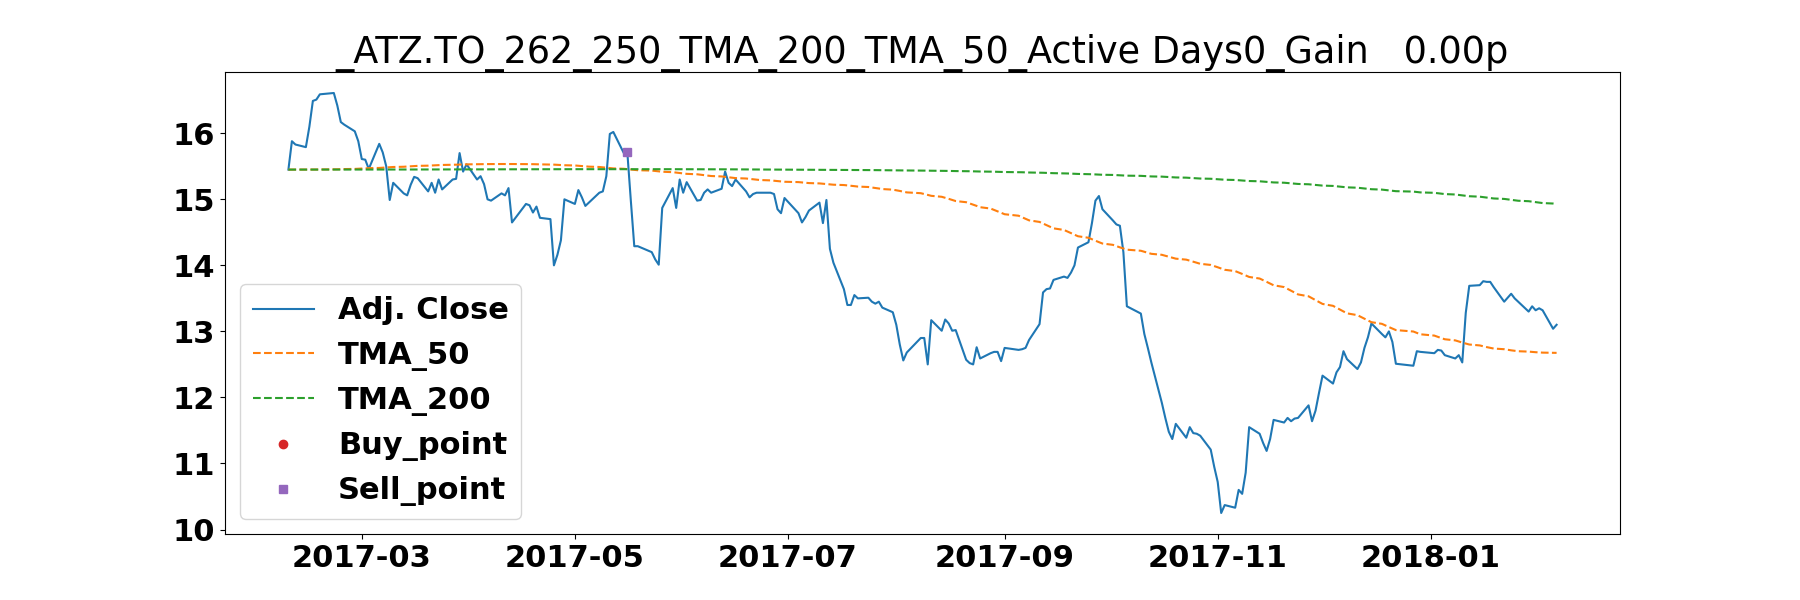 _ATZ.TO_262_250_TMA_200_TMA_50_Active Days0_Gain   0.00p
16
15
14
13
12
11
10
Adj. Close
TMA_50
TMA_200
Buy_point
Sell_point
2017-03 2017-05 2017-07 2017-09 2017-11 2018-01